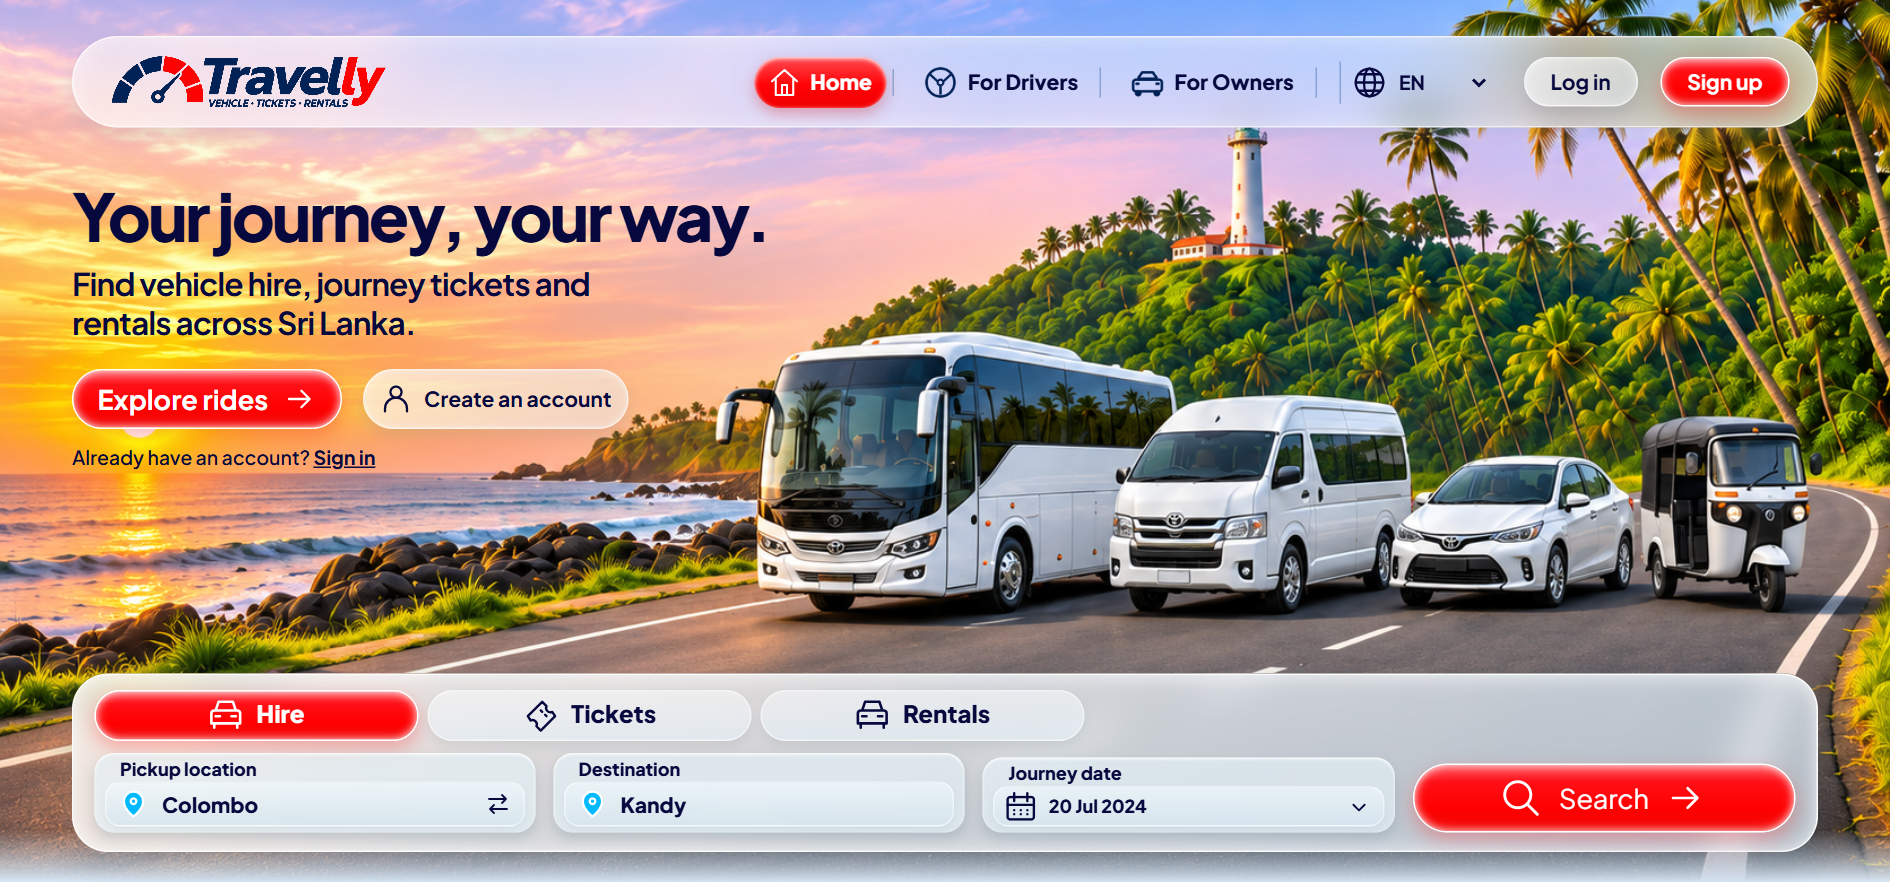 Travelly
VEHICLE • TICKETS • RENTALS
Home
For Drivers
For Owners
EN
Log in
Sign up
Your journey, your way.
Find vehicle hire, journey tickets and
rentals across Sri Lanka.
Explore rides
Create an account
Already have an account? Sign in
Hire
Tickets
Rentals
Pickup location
Colombo
Destination
Kandy
Journey date
20 Jul 2024
Search